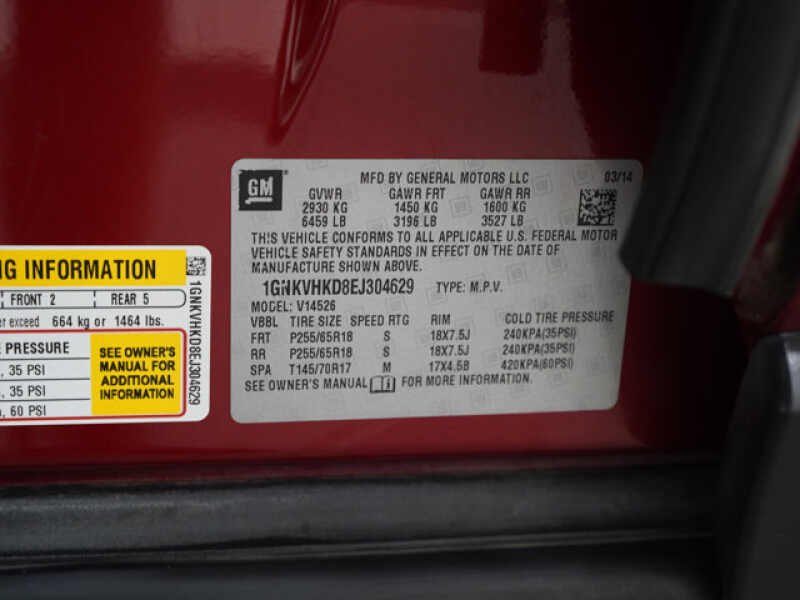 NG INFORMATION
FRONT 2 REAR 5
exceed 664 kg or 1464 lbs.
PRESSURE
35 PSI
35 PSI
60 PSI
SEE OWNER'S
MANUAL FOR
ADDITIONAL
INFORMATION
1GNKVHKD8EJ304629
GM
MFD BY GENERAL MOTORS LLC 03/14
GVWR GAWR FRT GAWR RR
2930 KG 1450 KG 1600 KG
6459 LB 3196 LB 3527 LB
THIS VEHICLE CONFORMS TO ALL APPLICABLE U.S. FEDERAL MOTOR
VEHICLE SAFETY STANDARDS IN EFFECT ON THE DATE OF
MANUFACTURE SHOWN ABOVE.
1GNKVHKD8EJ304629 TYPE: M.P.V.
MODEL: V14526
VBBL TIRE SIZE SPEED RTG RIM COLD TIRE PRESSURE
FRT P255/65R18 S 18X7.5J 240KPA(35PSI)
RR P255/65R18 S 18X7.5J 240KPA(35PSI)
SPA T145/70R17 M 17X4.5B 420KPA(60PSI)
SEE OWNER'S MANUAL FOR MORE INFORMATION.